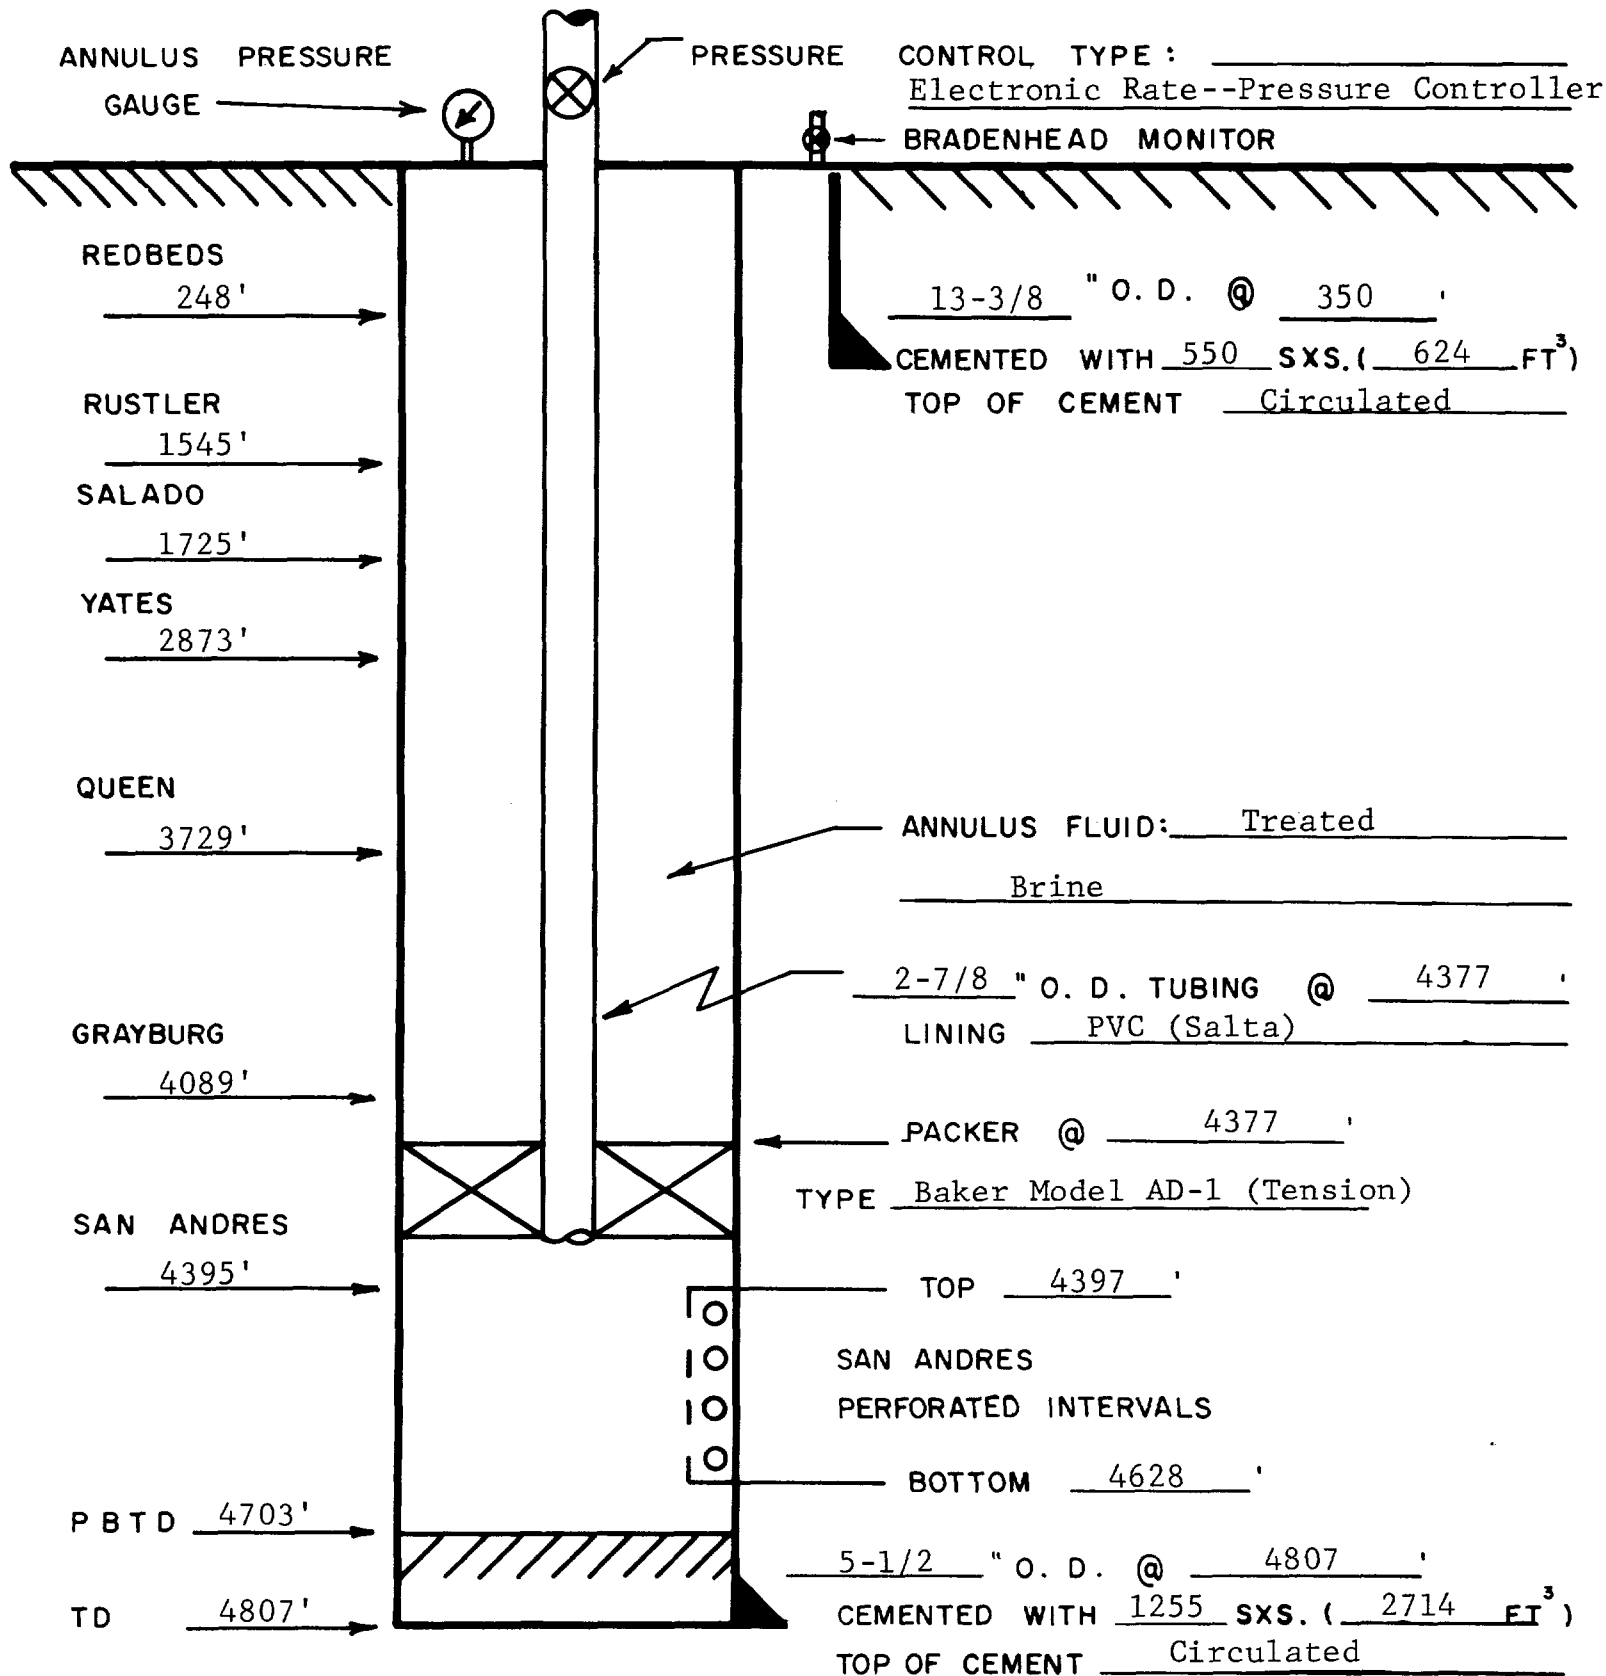 ANNULUS PRESSURE
GAUGE
PRESSURE CONTROL TYPE:
Electronic Rate--Pressure Controller
BRADENHEAD MONITOR
REDBEDS
248'
13-3/8 " O.D. @ 350 '
CEMENTED WITH 550 SXS. ( 624 FT³)
TOP OF CEMENT Circulated
RUSTLER
1545'
SALADO
1725'
YATES
2873'
QUEEN
3729'
ANNULUS FLUID: Treated
Brine
2-7/8 " O. D. TUBING @ 4377 '
LINING PVC (Salta)
GRAYBURG
4089'
PACKER @ 4377 '
TYPE Baker Model AD-1 (Tension)
SAN ANDRES
4395'
TOP 4397 '
SAN ANDRES
PERFORATED INTERVALS
BOTTOM 4628 '
PBTD 4703'
5-1/2 " O. D. @ 4807 '
TD 4807'
CEMENTED WITH 1255 SXS. ( 2714 FT³)
TOP OF CEMENT Circulated